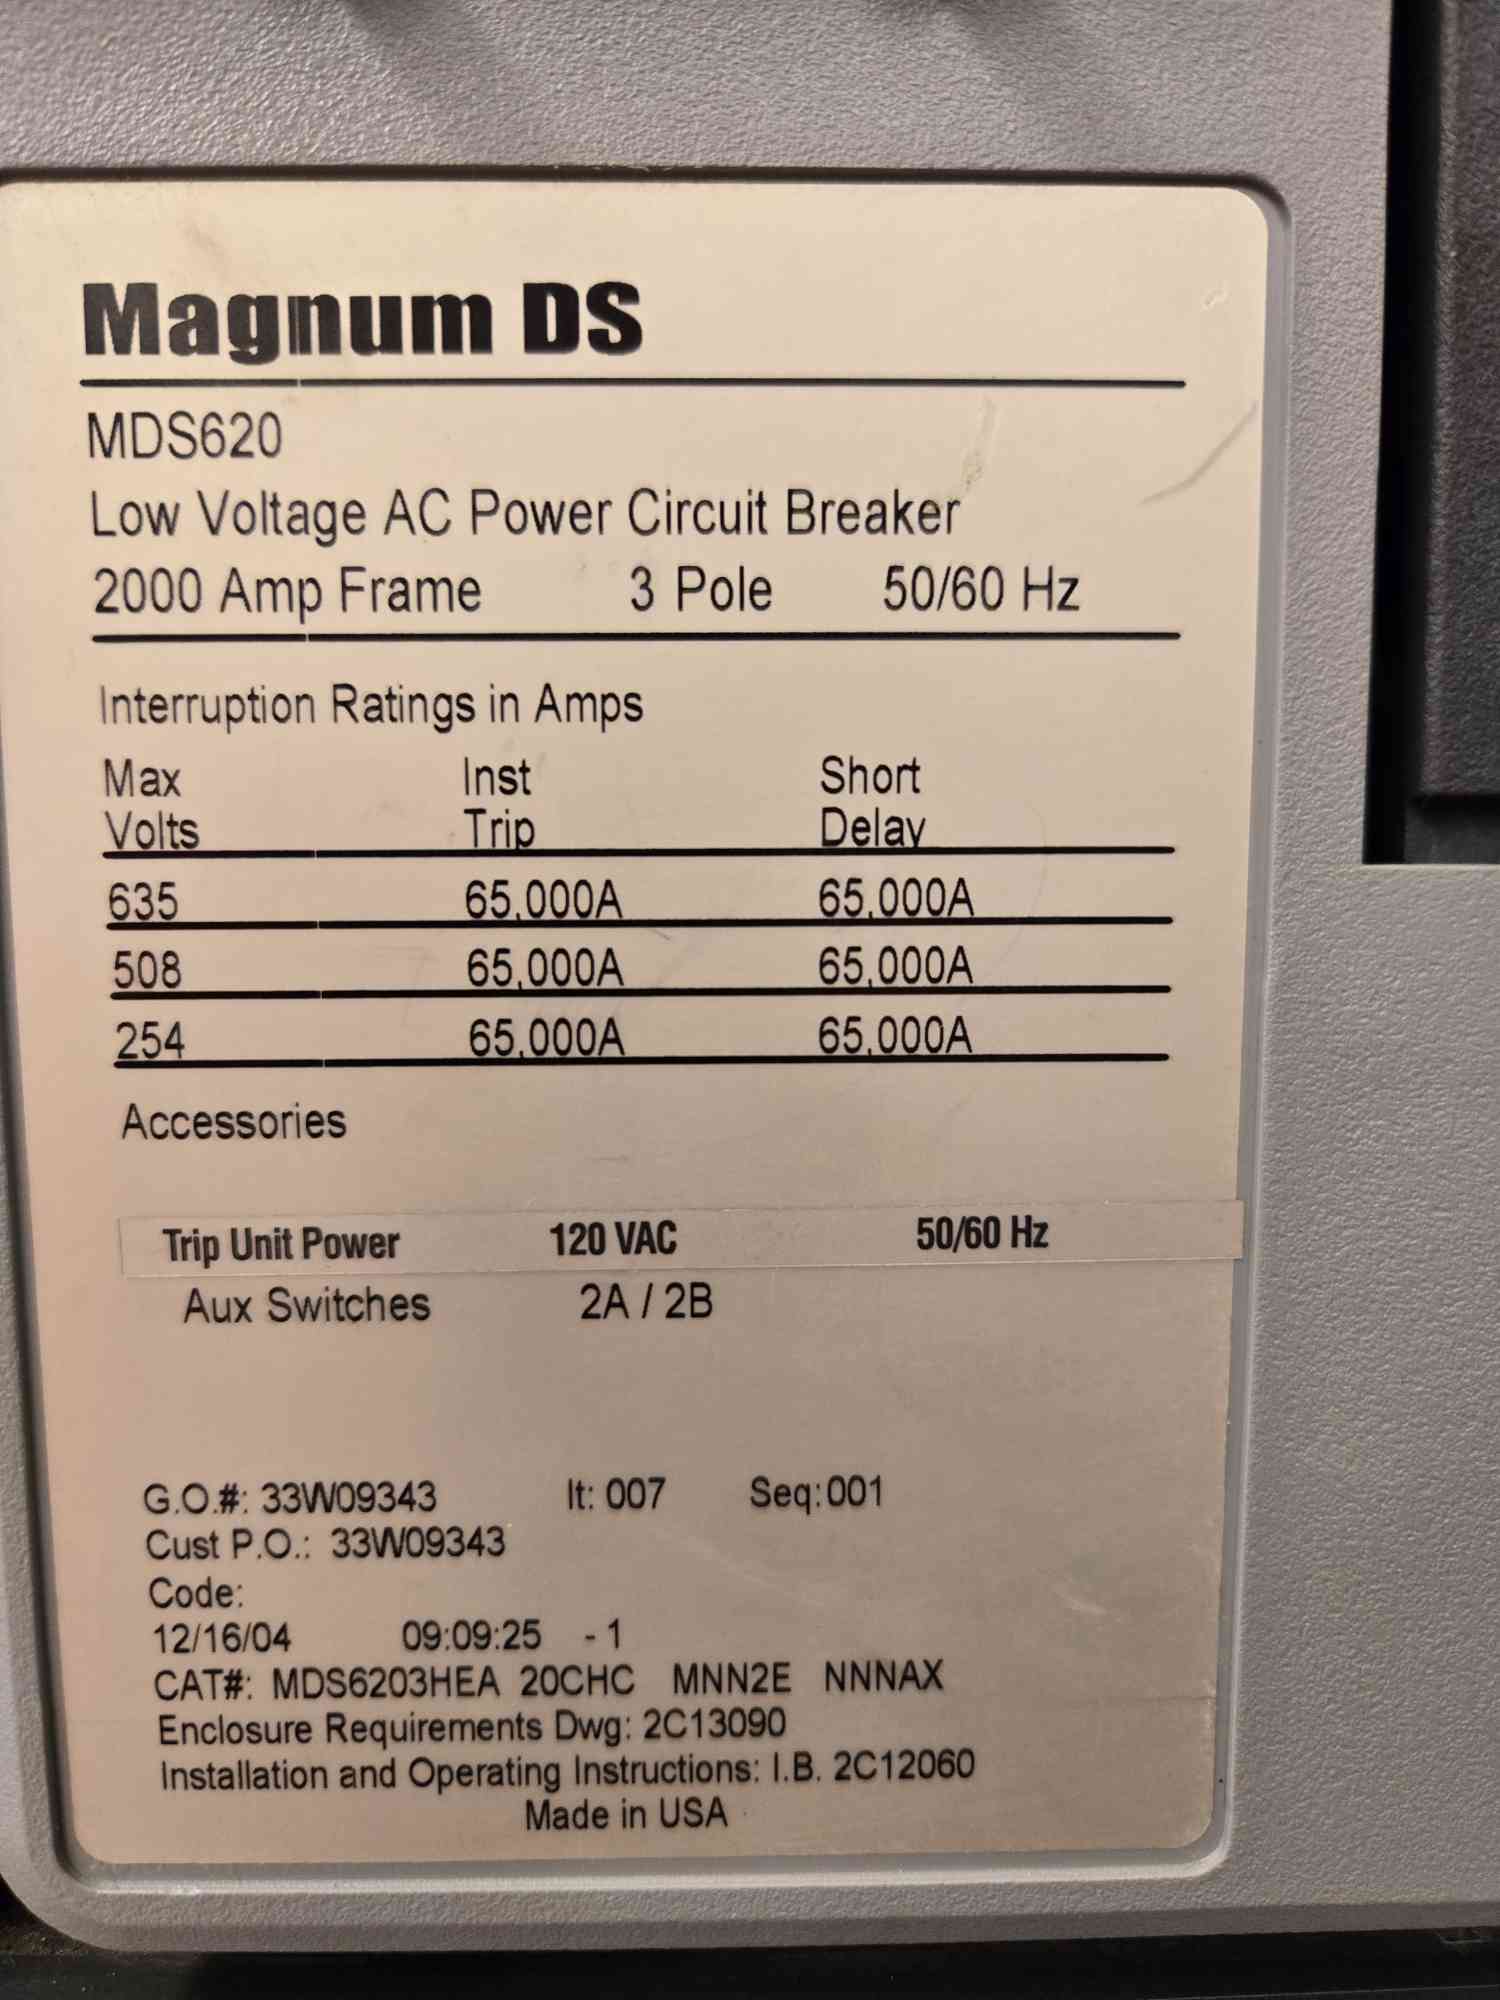 Magnum DS
MDS620
Low Voltage AC Power Circuit Breaker
2000 Amp Frame 3 Pole 50/60 Hz
Interruption Ratings in Amps
Max Inst Short
Volts Trip Delay
635 65,000A 65,000A
508 65,000A 65,000A
254 65,000A 65,000A
Accessories
Trip Unit Power 120 VAC 50/60 Hz
Aux Switches 2A / 2B
G.O.#: 33W09343 It: 007 Seq:001
Cust P.O.: 33W09343
Code:
12/16/04 09:09:25 - 1
CAT#: MDS6203HEA 20CHC MNN2E NNNAX
Enclosure Requirements Dwg: 2C13090
Installation and Operating Instructions: I.B. 2C12060
Made in USA